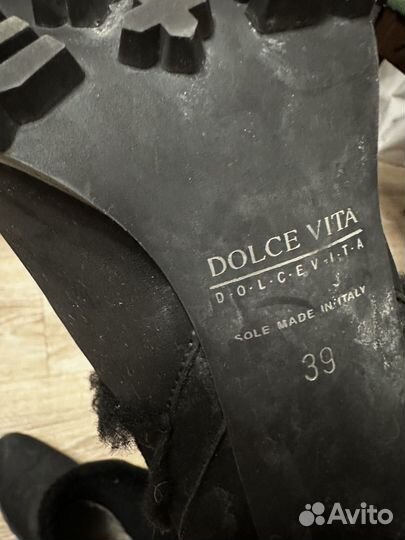 DOLCE VITA
D-O-L-C-E-V-I-T-A
SOLE MADE IN ITALY
39
Avito